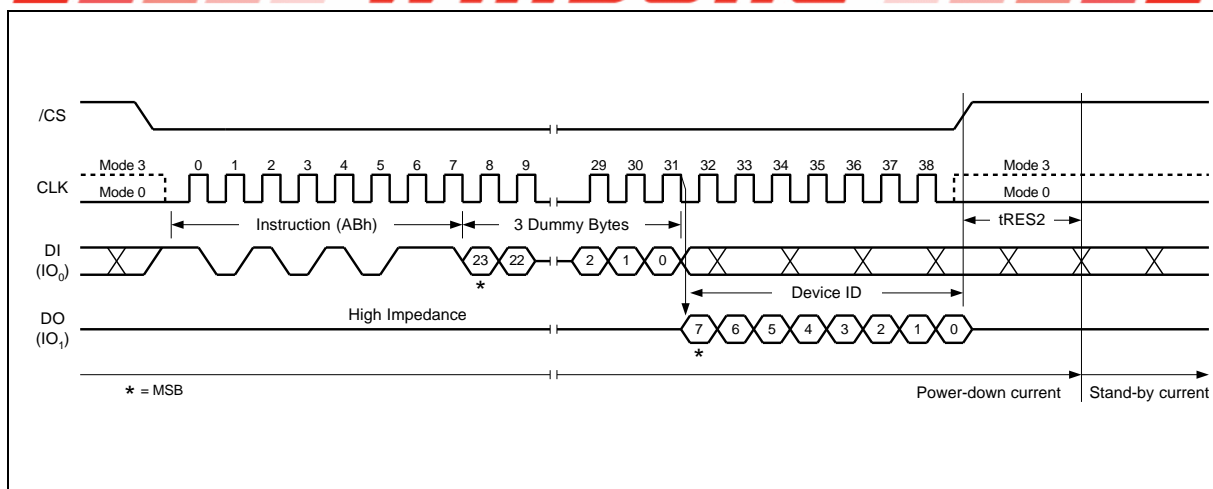 /CS
Mode 3 0 1 2 3 4 5 6 7 8 9 29 30 31 32 33 34 35 36 37 38 Mode 3
CLK Mode 0 Mode 0
Instruction (ABh) 3 Dummy Bytes tRES2
DI
(IO0) 23 22 2 1 0
*
Device ID
High Impedance
DO
(IO1) 7 6 5 4 3 2 1 0
*
* = MSB
Power-down current Stand-by current